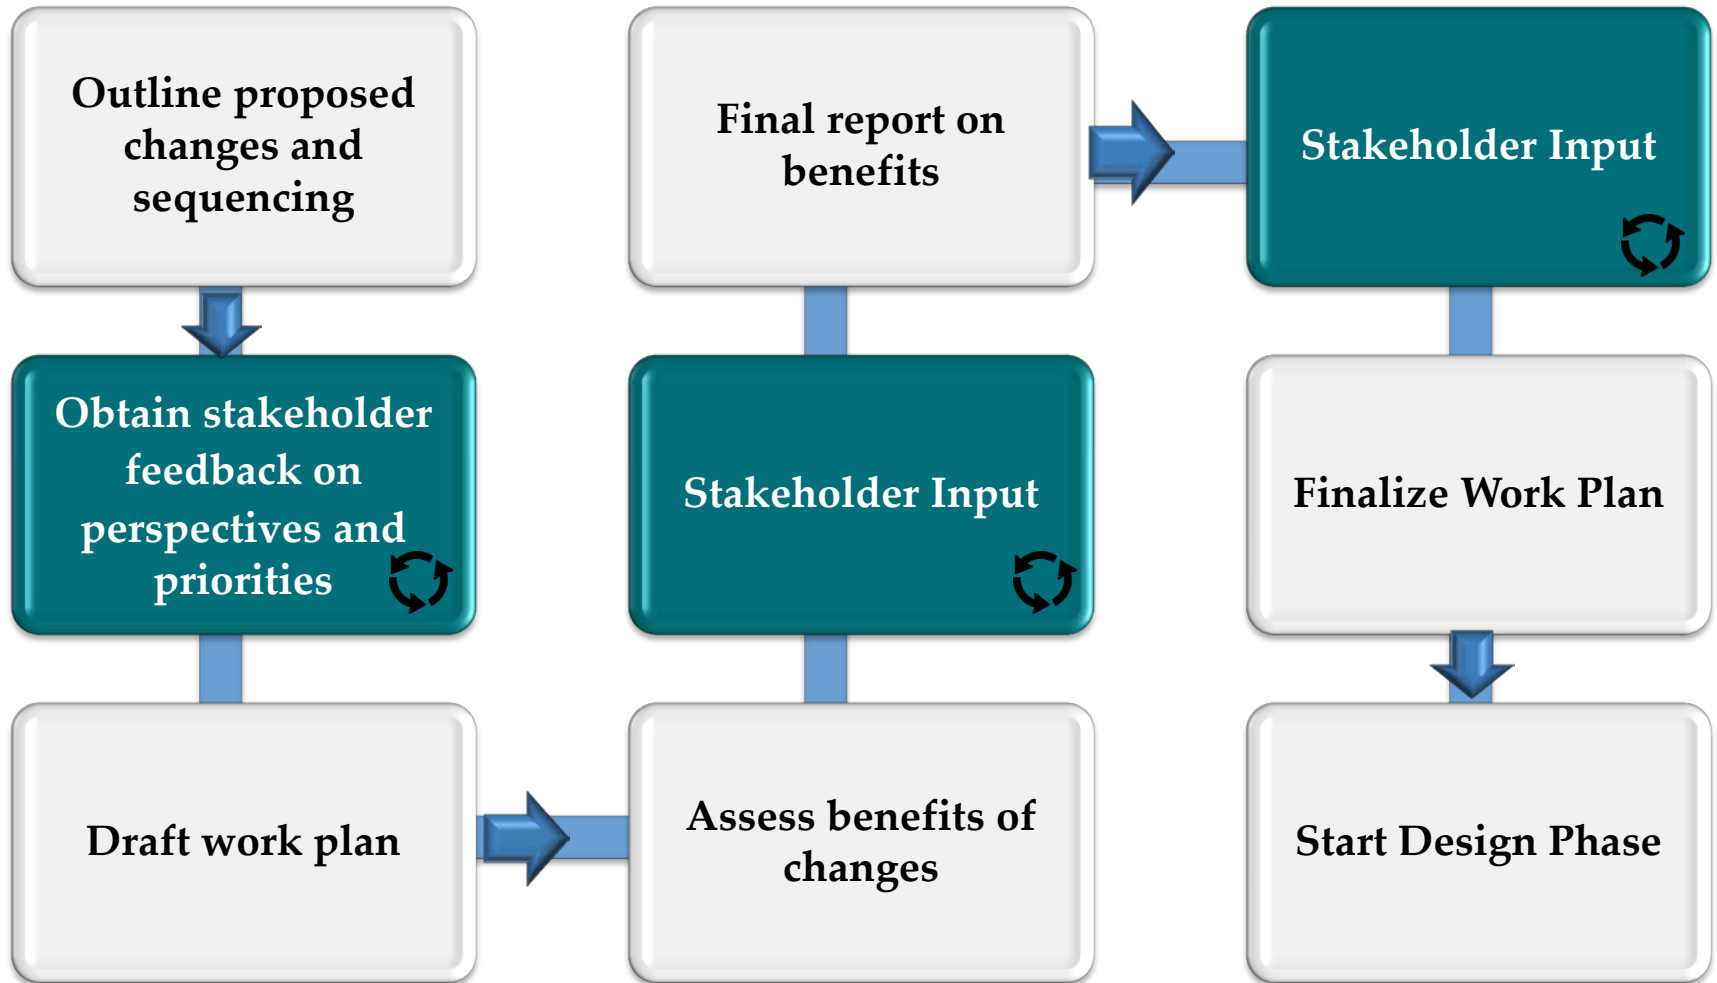 Outline proposed
changes and
sequencing
Obtain stakeholder
feedback on
perspectives and
priorities
Draft work plan
Assess benefits of
changes
Stakeholder Input
Final report on
benefits
Stakeholder Input
Finalize Work Plan
Start Design Phase